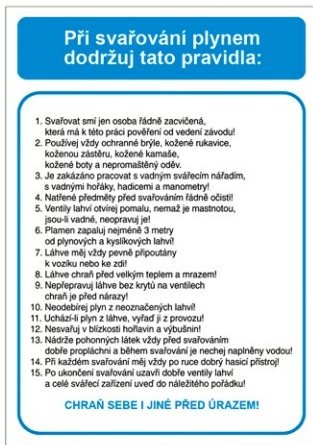 Při svařování plynem
dodržuj tato pravidla:
1. Svařovat smí jen osoba řádně zacvičená,
která má k této práci pověření od vedení závodu!
2. Používej vždy ochranné brýle, kožené rukavice,
koženou zástěru, kožené kamaše,
kožené boty a nepromaštěný oděv.
3. Je zakázáno pracovat s vadným svářecím nářadím,
s vadnými hořáky, hadicemi a manometry!
4. Natřené předměty před svařováním řádně očisti!
5. Ventily lahví otvírej pomalu, nemaž je mastnotou,
jsou-li vadné, neopravuj je!
6. Plamen zapaluj nejméně 3 metry
od plynových a kyslíkových lahví!
7. Láhve měj vždy pevně připoutány
k vozíku nebo ke zdi!
8. Láhve chraň před velkým teplem a mrazem!
9. Nepřepravuj láhve bez krytů na ventilech
chraň je před nárazy!
10. Neodebírej plyn z neoznačených lahví!
11. Uchází-li plyn z láhve, vyřaď ji z provozu!
12. Nesvařuj v blízkosti hořlavin a výbušnin!
13. Nádrže pohonných látek vždy před svařováním
dobře propláchni a během svařování je nechej naplněny vodou!
14. Při každém svařování měj vždy po ruce dobrý hasicí přístroj!
15. Po ukončení svařování uzavři dobře ventily lahví
a celé svářecí zařízení uveď do náležitého pořádku!
CHRAŇ SEBE I JINÉ PŘED ÚRAZEM!